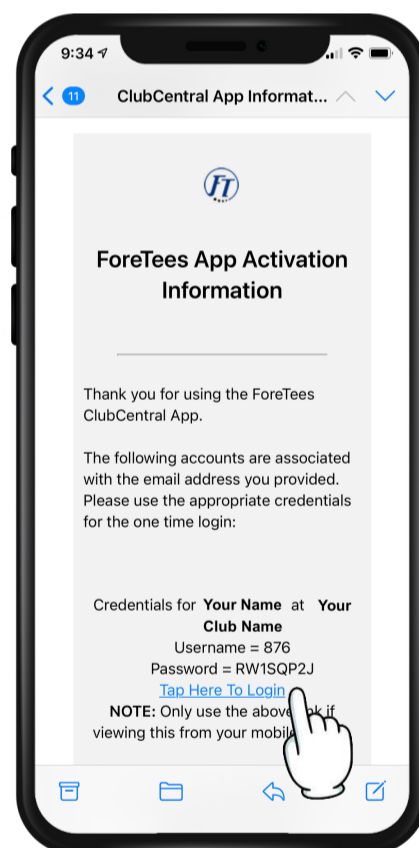 9:34
11 ClubCentral App Informat...
FT
ForeTees App Activation
Information
Thank you for using the ForeTees
ClubCentral App.
The following accounts are associated
with the email address you provided.
Please use the appropriate credentials
for the one time login:
Credentials for Your Name at Your
Club Name
Username = 876
Password = RW1SQP2J
Tap Here To Login
NOTE: Only use the above if
viewing this from your